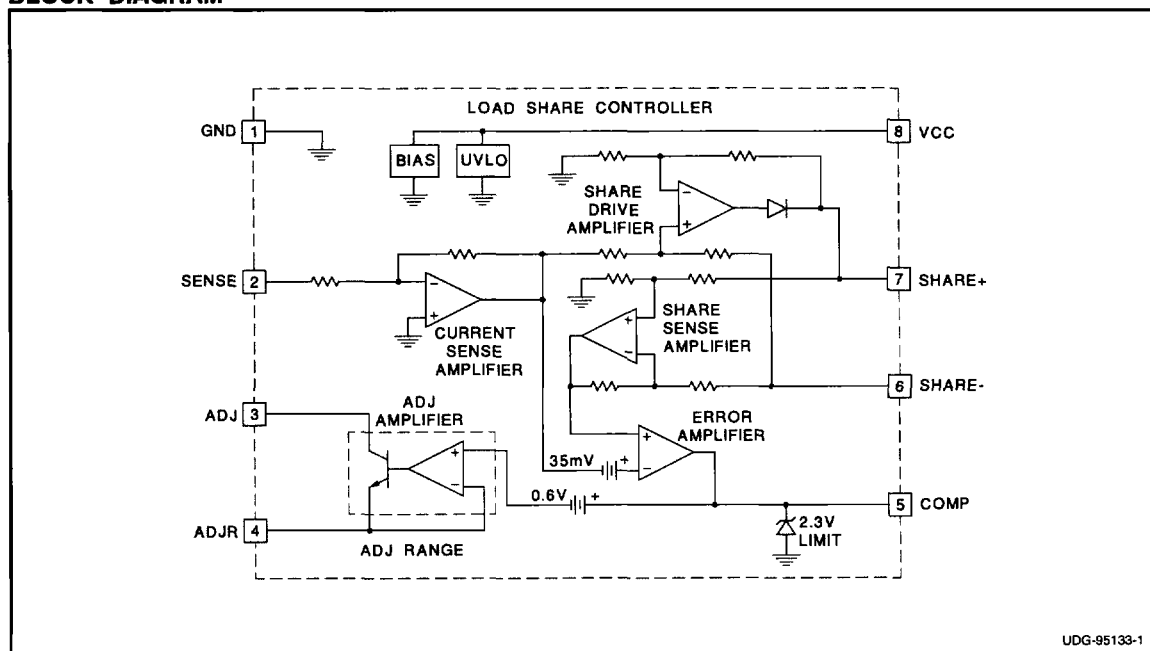 BLOCK DIAGRAM
LOAD SHARE CONTROLLER
GND 1
8 VCC
BIAS
UVLO
SHARE
DRIVE
AMPLIFIER
-
+
SENSE 2
-
+
CURRENT
SENSE
AMPLIFIER
7 SHARE+
+
-
SHARE
SENSE
AMPLIFIER
6 SHARE-
ADJ 3
ADJ
AMPLIFIER
+
-
ERROR
AMPLIFIER
+
-
35mV +
0.6V +
5 COMP
2.3V
LIMIT
ADJR 4
ADJ RANGE
UDG-95133-1